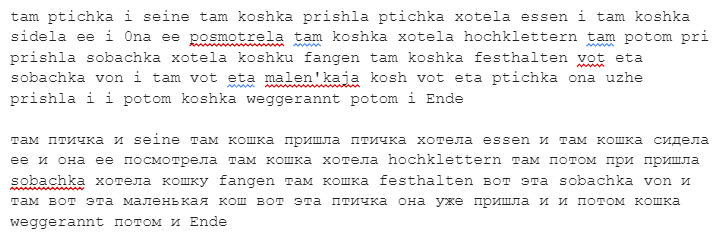 tam ptichka i seine tam koshka prishla ptichka xotela essen i tam koshka
sidela ee i 0na ee posmotrela tam koshka xotela hochklettern tam potom pri
prishla sobachka xotela koshku fangen tam koshka festhalten vot eta
sobachka von i tam vot eta malen'kaja kosh vot eta ptichka ona uzhe
prishla i i potom koshka weggerannt potom i Ende
там птичка и seine там кошка пришла птичка хотела essen и там кошка сидела
ее и она ее посмотрела там кошка хотела hochklettern там потом при пришла
sobachka хотела кошку fangen там кошка festhalten вот эта sobachka von и
там вот эта маленькая кош вот эта птичка она уже пришла и и потом кошка
weggerannt потом и Ende